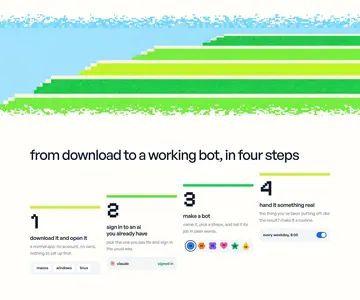 from download to a working bot, in four steps
1
download it and open it
a normal app. no account, no card,
nothing to set up first.
macos windows linux
2
sign in to an ai
you already have
pick the one you pay for and sign in
the usual way.
claude signed in
3
make a bot
name it, pick a shape, and tell it its
job in plain words.
4
hand it something real
the thing you've been putting off, like
the result? make it a routine.
every weekday, 8:00